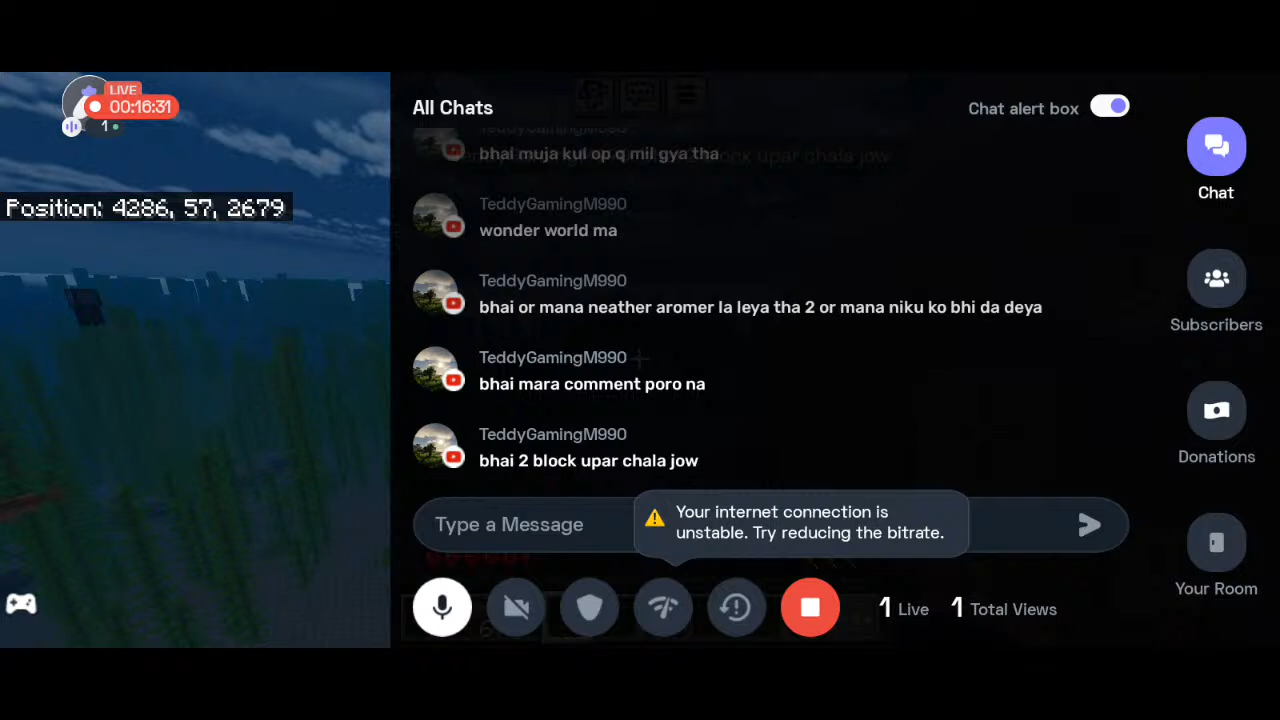 LIVE
00:16:31
1
Position: 4286, 57, 2679
All Chats
Chat alert box
TeddyGamingM990
bhai muja kul op q mil gya tha
TeddyGamingM990
wonder world ma
TeddyGamingM990
bhai or mana neather aromer la leya tha 2 or mana niku ko bhi da deya
TeddyGamingM990
bhai mara comment poro na
TeddyGamingM990
bhai 2 block upar chala jow
Type a Message
Your internet connection is
unstable. Try reducing the bitrate.
1 Live
1 Total Views
Chat
Subscribers
Donations
Your Room